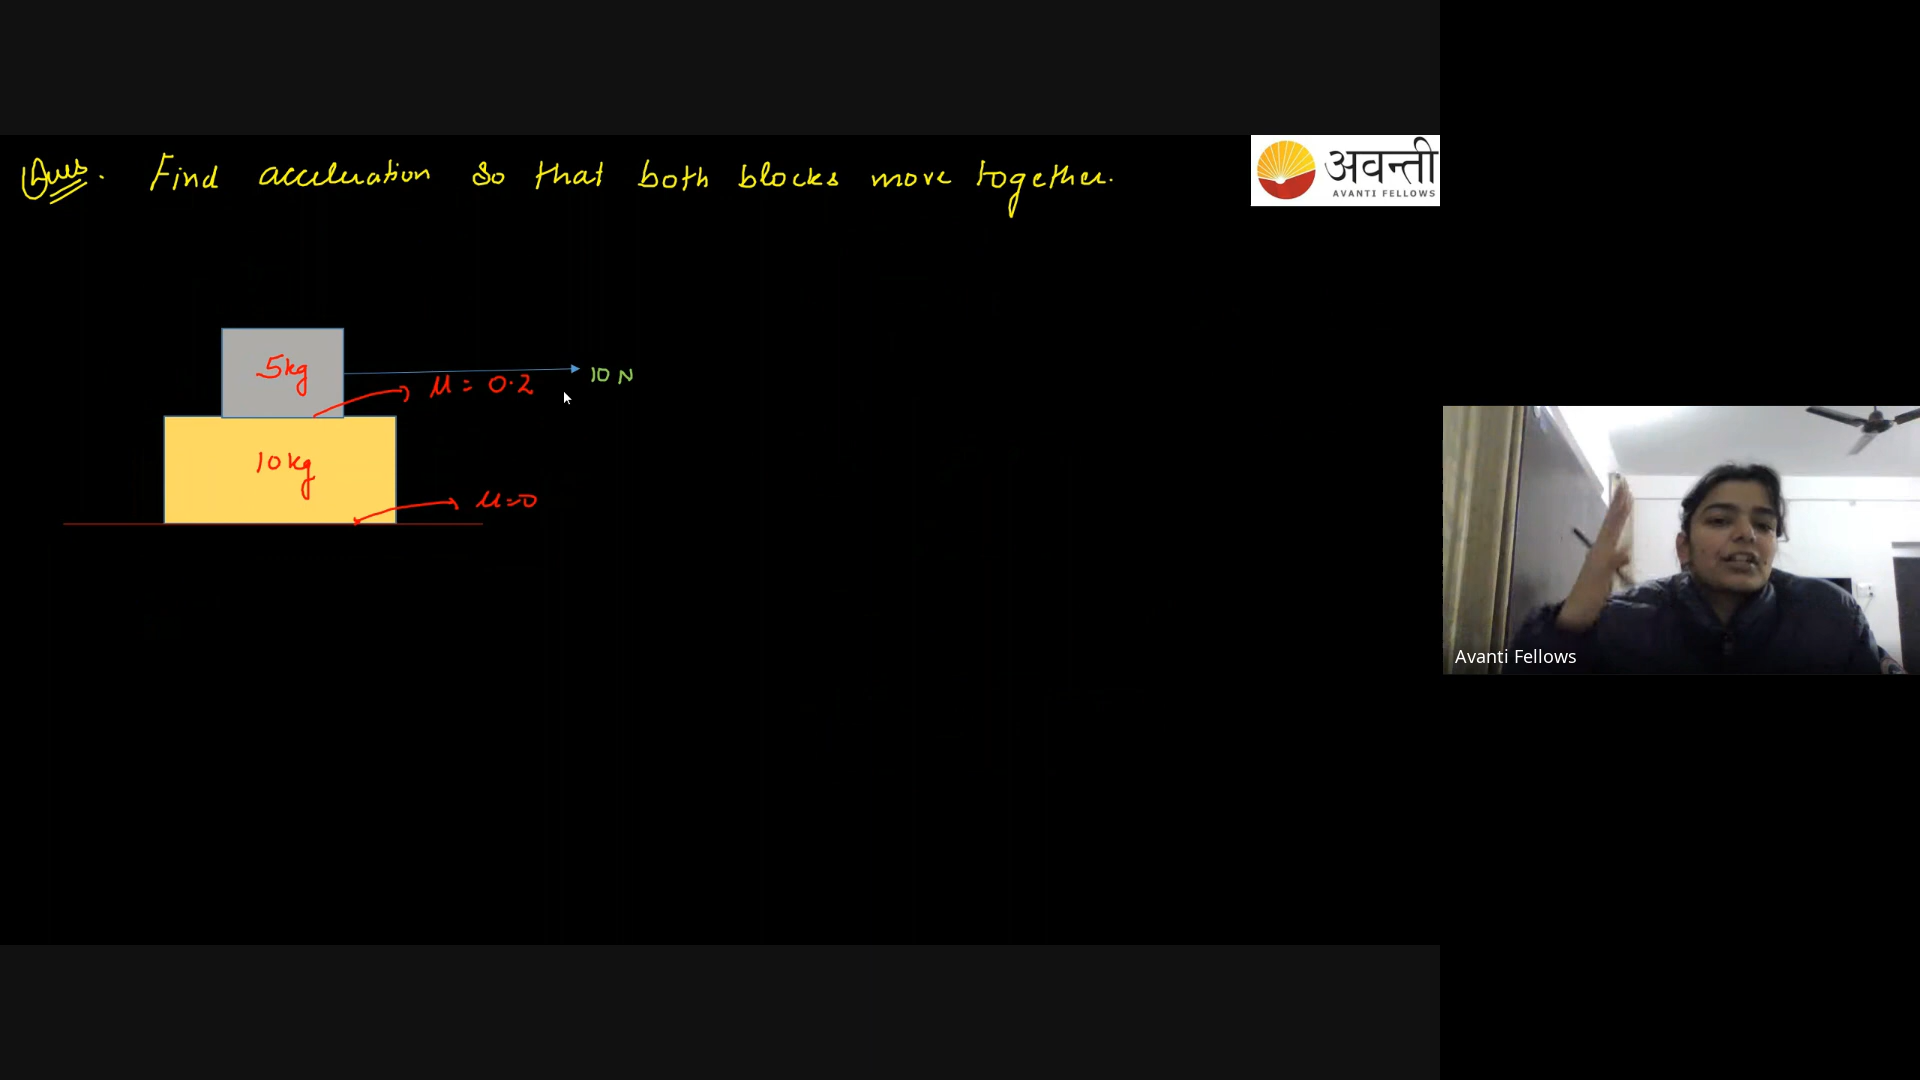 Ques. Find acceleration so that both blocks move together.
अवन्ती
AVANTI FELLOWS
5kg
10 N
μ = 0.2
10kg
μ=0
Avanti Fellows